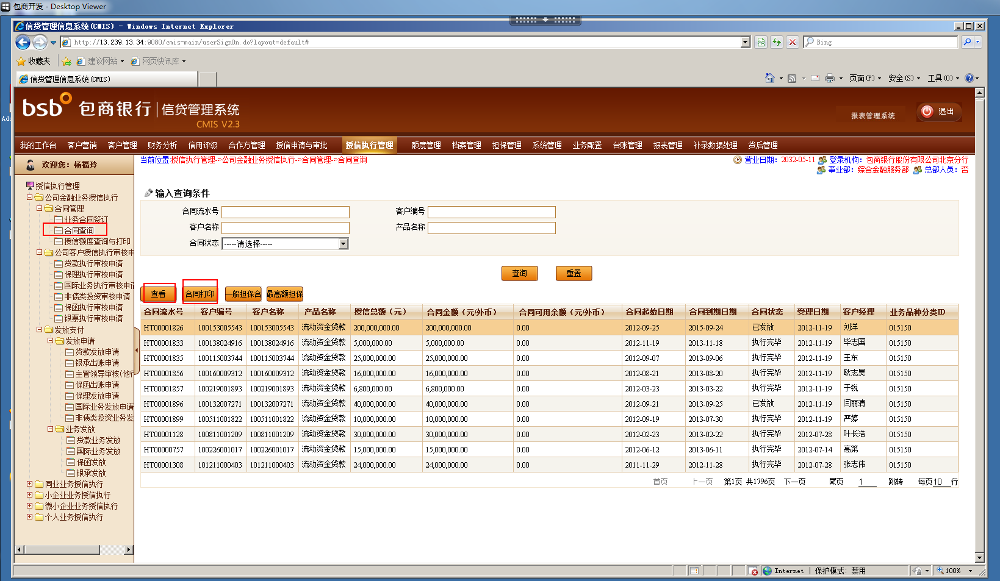 包商开发 - Desktop Viewer
信贷管理信息系统(CMIS) - Windows Internet Explorer
http://13.239.13.34:9080/cmis-main/userSignOn.do?layout=default#
Bing
收藏夹 建议网站 网页快讯库
信贷管理信息系统(CMIS)
页面(P) 安全(S) 工具(O)
bsb 包商银行 信贷管理系统
CMIS V2.3
报表管理系统 退出
我的工作台 客户营销 客户管理 财务分析 信用评级 合作方管理 授信申请与审批 授信执行管理 额度管理 档案管理 担保管理 系统管理 业务配置 台账管理 报表管理 补录数据处理 贷后管理
欢迎您：杨福玲
当前位置:授信执行管理->公司金融业务授信执行->合同管理->合同查询
营业日期：2032-05-11 登录机构：包商银行股份有限公司北京分行
事业部：综合金融服务部 总部人员：否
授信执行管理
公司金融业务授信执行
合同管理
业务合同签订
合同查询
授信额度查询与打印
公司客户授信执行审核申
贷款执行审核申请
保理执行审核申请
国际业务执行审核申请
非债类投资审核申请
保函执行审核申请
银票执行审核申请
发放支付
发放申请
贷款发放申请
银承出账申请
主管领导审核(他行
保函出账申请
保理发放申请
国际业务发放申请
非债类投资业务发
业务发放
贷款业务发放
国际业务发放
保函发放
银承发放
同业业务授信执行
小企业业务授信执行
微小企业业务授信执行
个人业务授信执行
输入查询条件
合同流水号 客户编号
客户名称 产品名称
合同状态 -----请选择-----
查询 重置
查看 合同打印 一般担保合 最高额担保
合同流水号 客户编号 客户名称 产品名称 授信总额（元） 合同金额（元/外币） 合同可用余额（元/外币） 合同起始日期 合同到期日期 合同状态 受理日期 客户经理 业务品种分类ID
HT00001826 100153005543 100153005543 流动资金贷款 200,000,000.00 200,000,000.00 0.00 2012-09-25 2015-09-24 已发放 2012-11-19 刘洋 015150
HT00001833 100138024916 100138024916 流动资金贷款 5,000,000.00 5,000,000.00 0.00 2012-11-19 2013-11-18 执行完毕 2012-11-19 毕志国 015150
HT00001835 100115003744 100115003744 流动资金贷款 25,000,000.00 25,000,000.00 0.00 2012-09-07 2013-09-06 执行完毕 2012-11-19 王东 015150
HT00001856 100160009312 100160009312 流动资金贷款 16,000,000.00 16,000,000.00 0.00 2012-08-21 2013-08-20 执行完毕 2012-11-19 耿志昊 015150
HT00001857 100219001893 100219001893 流动资金贷款 6,800,000.00 6,800,000.00 0.00 2012-03-23 2013-03-22 执行完毕 2012-11-19 于锐 015150
HT00001896 100132007271 100132007271 流动资金贷款 40,000,000.00 40,000,000.00 0.00 2012-09-21 2013-09-25 已发放 2012-11-19 闫丽清 015150
HT00001899 100511001822 100511001822 流动资金贷款 10,000,000.00 10,000,000.00 0.00 2012-09-19 2013-07-30 执行完毕 2012-11-19 严婷 015150
HT00001128 100811001209 100811001209 流动资金贷款 30,000,000.00 30,000,000.00 0.00 2012-02-23 2013-02-22 执行完毕 2012-07-28 叶长浩 015150
HT00000757 100226001017 100226001017 流动资金贷款 15,000,000.00 15,000,000.00 0.00 2012-06-12 2013-06-11 执行完毕 2012-07-14 高第 015150
HT00001308 101211000403 101211000403 流动资金贷款 24,000,000.00 24,000,000.00 0.00 2011-11-29 2012-11-28 执行完毕 2012-07-28 张志伟 015150
首页 上一页 第1页 共1796页 下一页 尾页 1 跳转 每页10 行
Internet | 保护模式: 禁用 100%